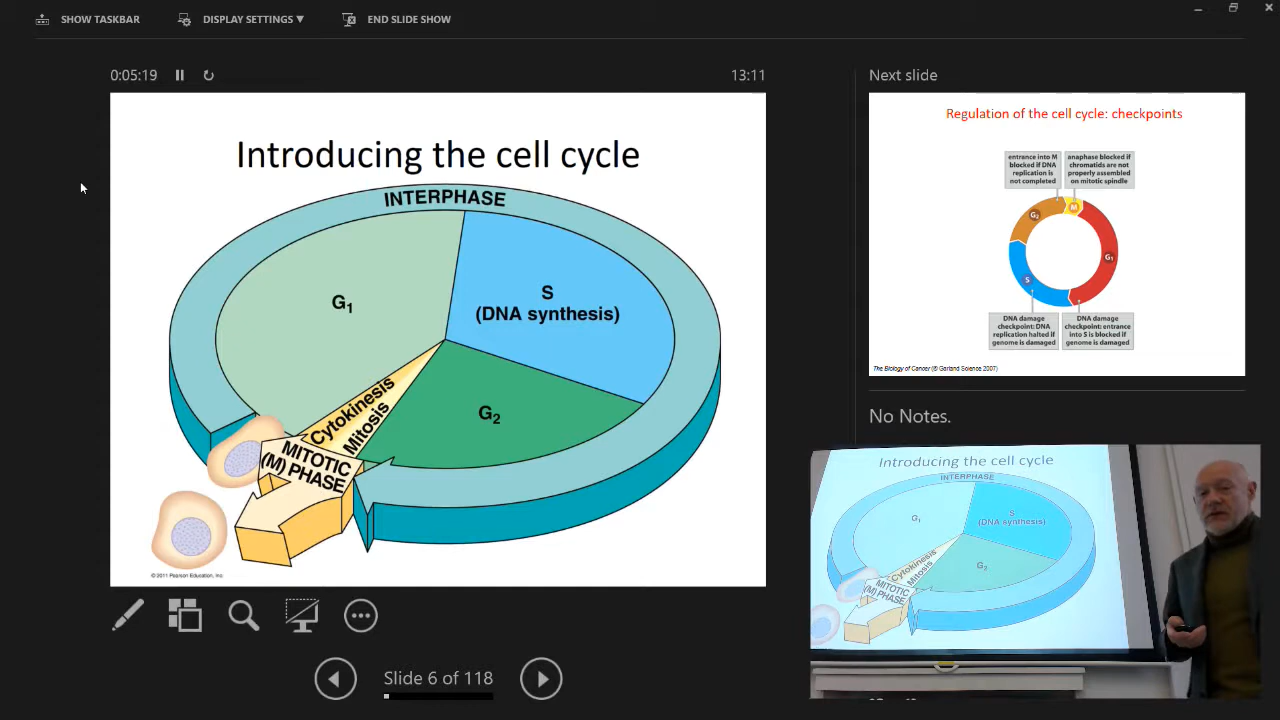 SHOW TASKBAR
DISPLAY SETTINGS ▼
END SLIDE SHOW
0:05:19
13:11
Introducing the cell cycle
INTERPHASE
G₁
S
(DNA synthesis)
G₂
Cytokinesis
Mitosis
MITOTIC
(M) PHASE
© 2011 Pearson Education, Inc.
Slide 6 of 118
Next slide
Regulation of the cell cycle: checkpoints
entrance into M
blocked if DNA
replication is
not completed
anaphase blocked if
chromatids are not
properly assembled
on mitotic spindle
G₂
M
G₁
S
DNA damage
checkpoint: DNA
replication halted if
genome is damaged
DNA damage
checkpoint: entrance
into S is blocked if
genome is damaged
The Biology of Cancer (© Garland Science 2007)
No Notes.
Introducing the cell cycle
INTERPHASE
G₁
S
(DNA synthesis)
G₂
Cytokinesis
Mitosis
MITOTIC
(M) PHASE